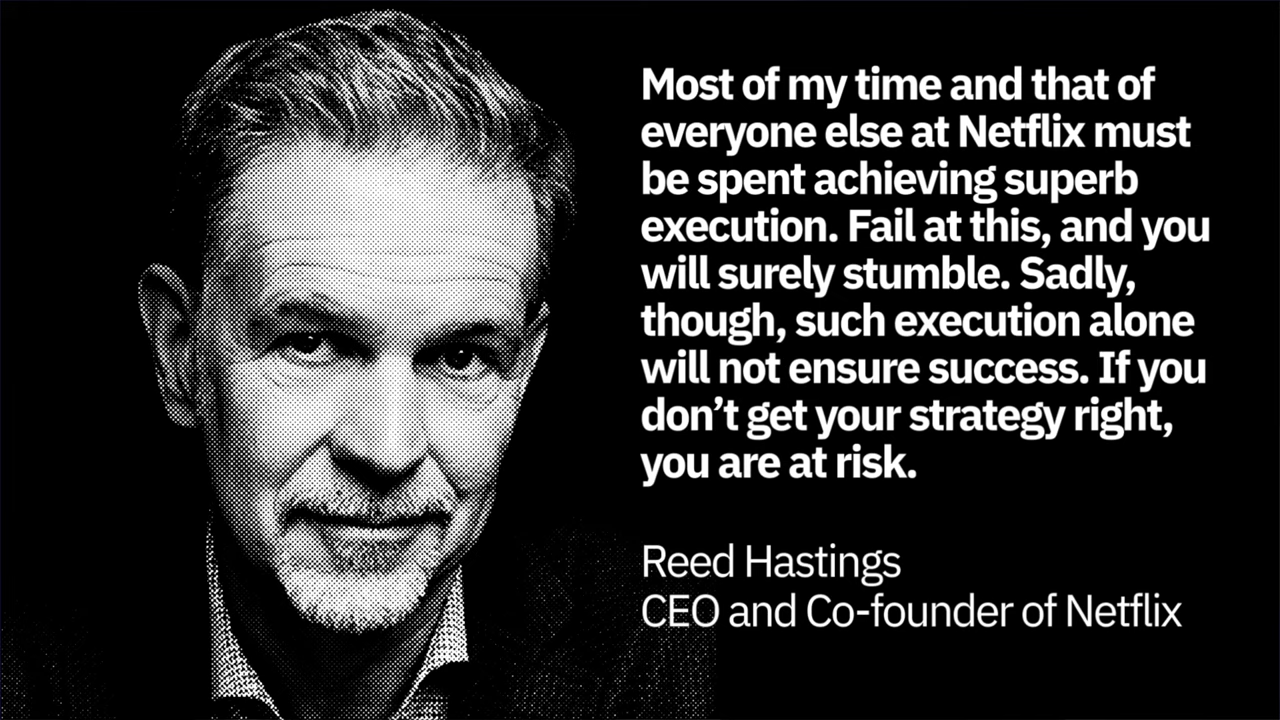 Most of my time and that of
everyone else at Netflix must
be spent achieving superb
execution. Fail at this, and you
will surely stumble. Sadly,
though, such execution alone
will not ensure success. If you
don’t get your strategy right,
you are at risk.
Reed Hastings
CEO and Co-founder of Netflix